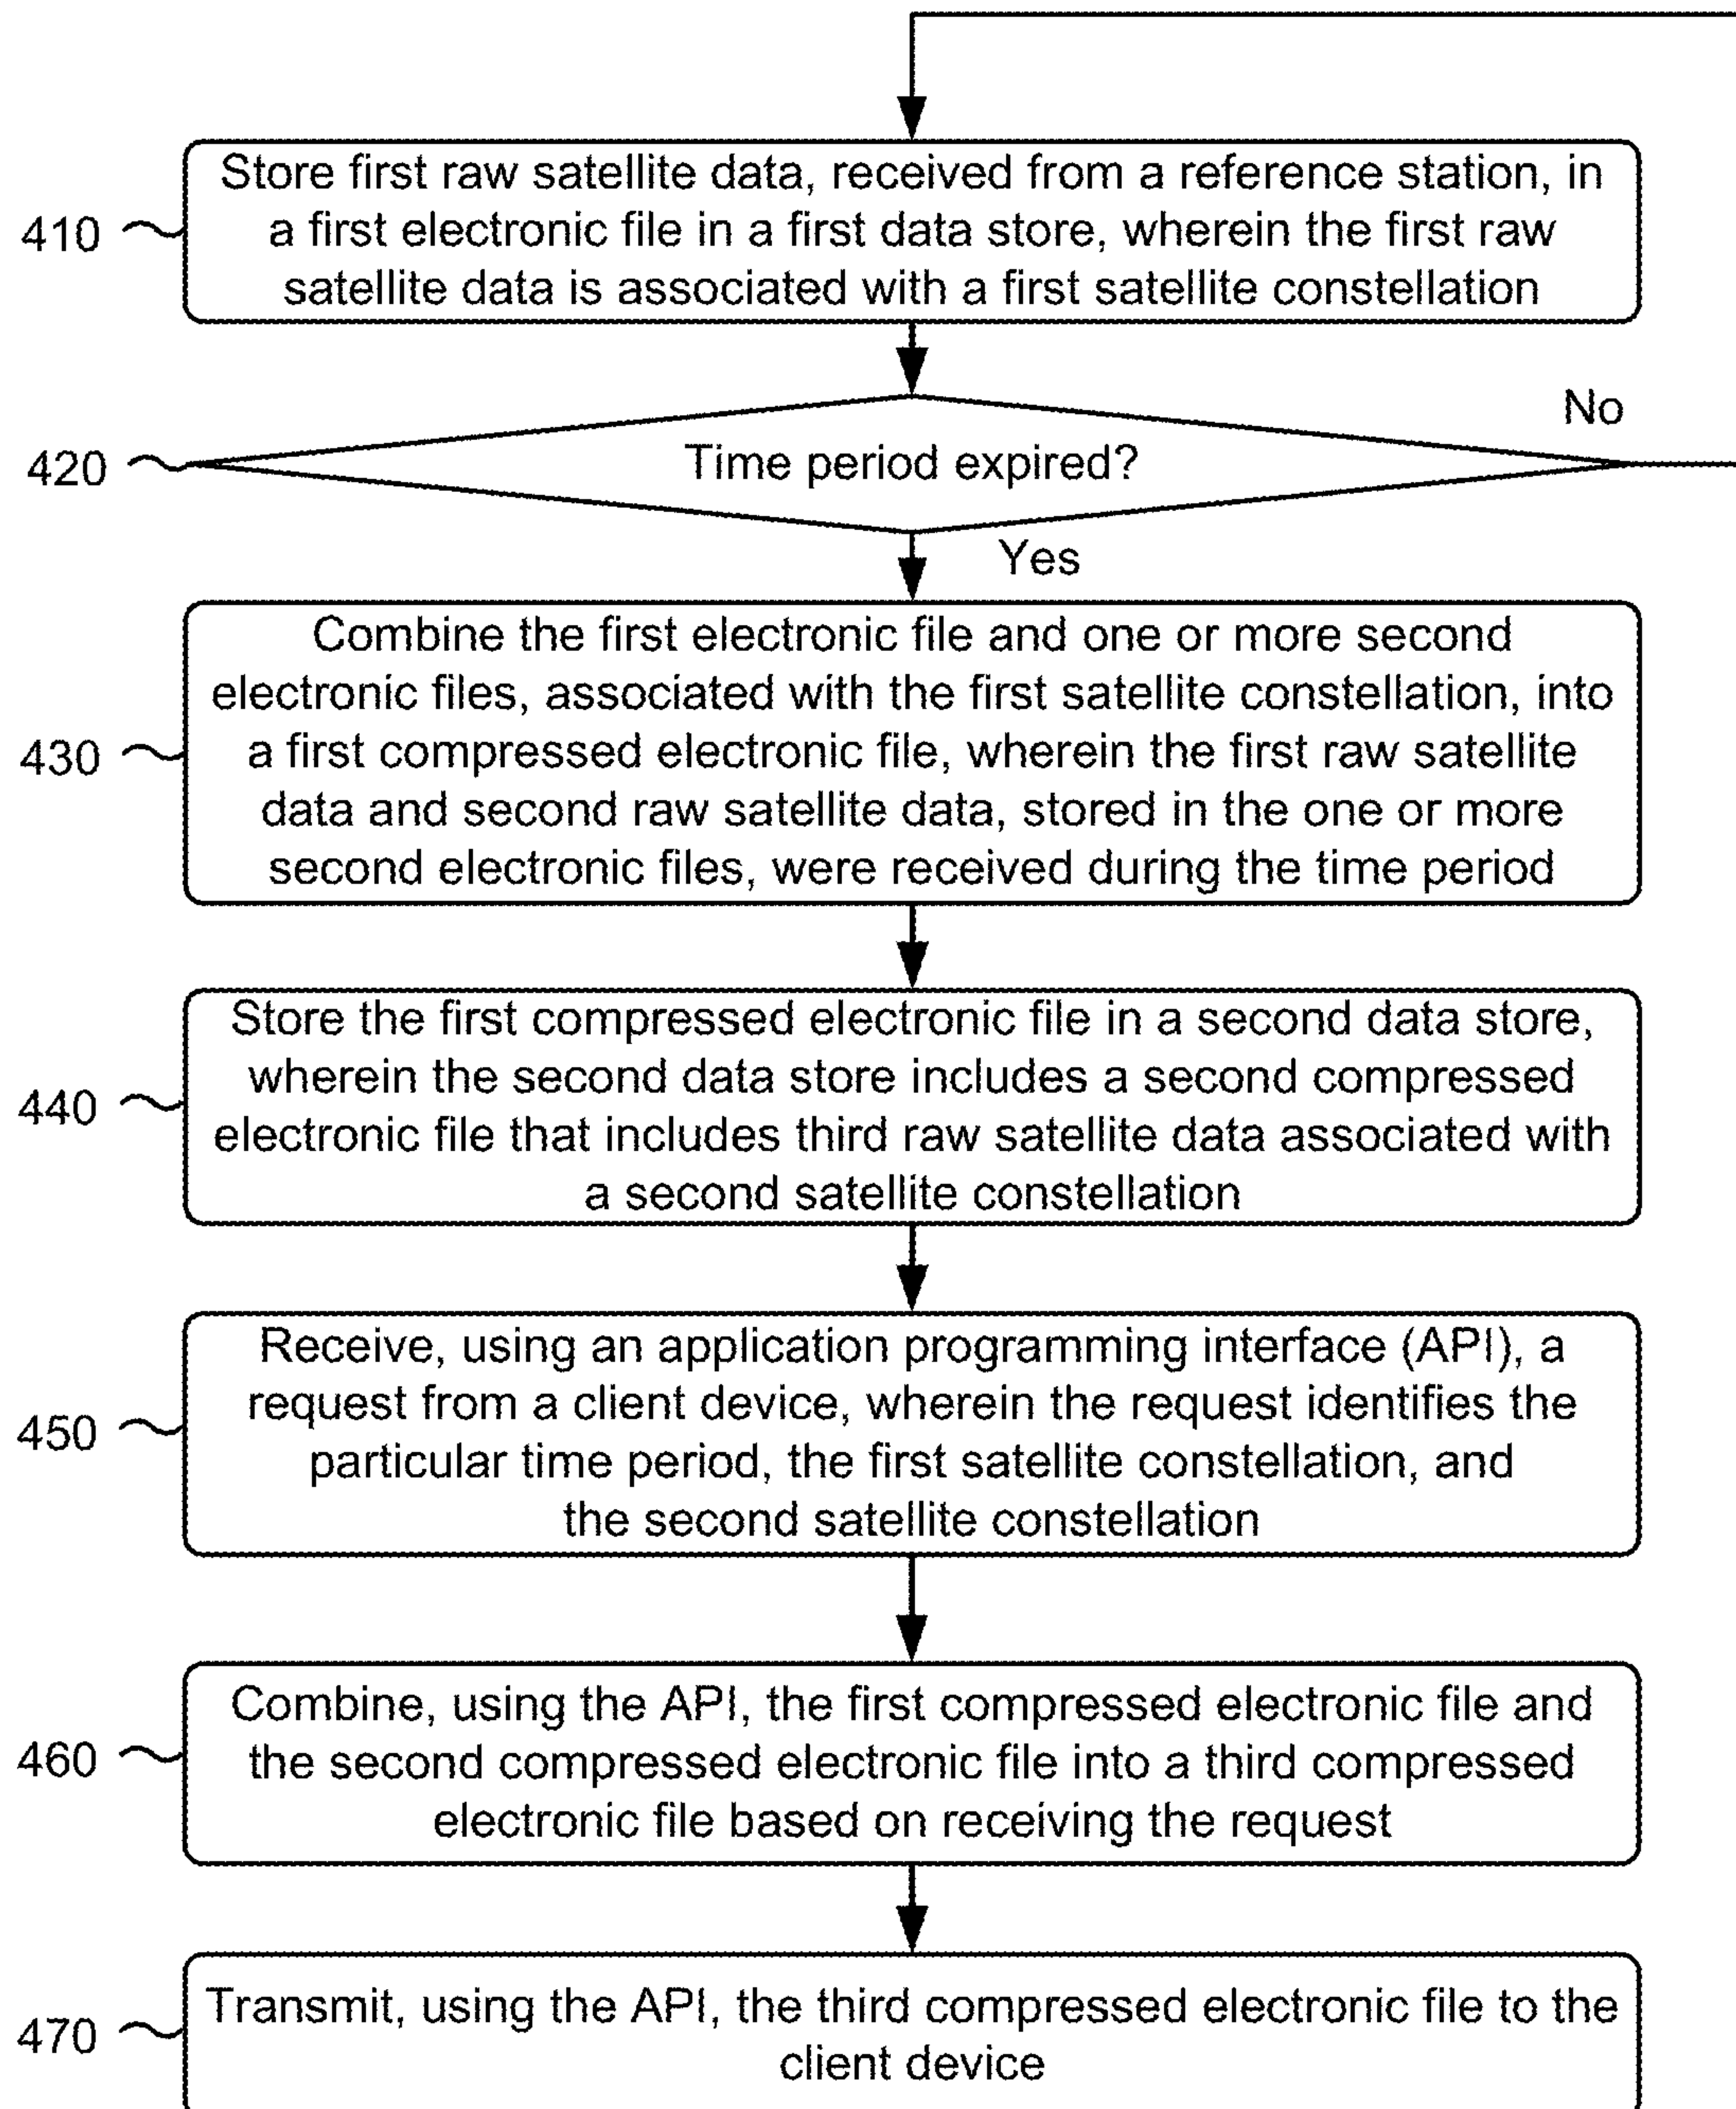 410
Store first raw satellite data, received from a reference station, in
a first electronic file in a first data store, wherein the first raw
satellite data is associated with a first satellite constellation
No
420
Time period expired?
Yes
430
Combine the first electronic file and one or more second
electronic files, associated with the first satellite constellation, into
a first compressed electronic file, wherein the first raw satellite
data and second raw satellite data, stored in the one or more
second electronic files, were received during the time period
440
Store the first compressed electronic file in a second data store,
wherein the second data store includes a second compressed
electronic file that includes third raw satellite data associated with
a second satellite constellation
450
Receive, using an application programming interface (API), a
request from a client device, wherein the request identifies the
particular time period, the first satellite constellation, and
the second satellite constellation
460
Combine, using the API, the first compressed electronic file and
the second compressed electronic file into a third compressed
electronic file based on receiving the request
470
Transmit, using the API, the third compressed electronic file to the
client device